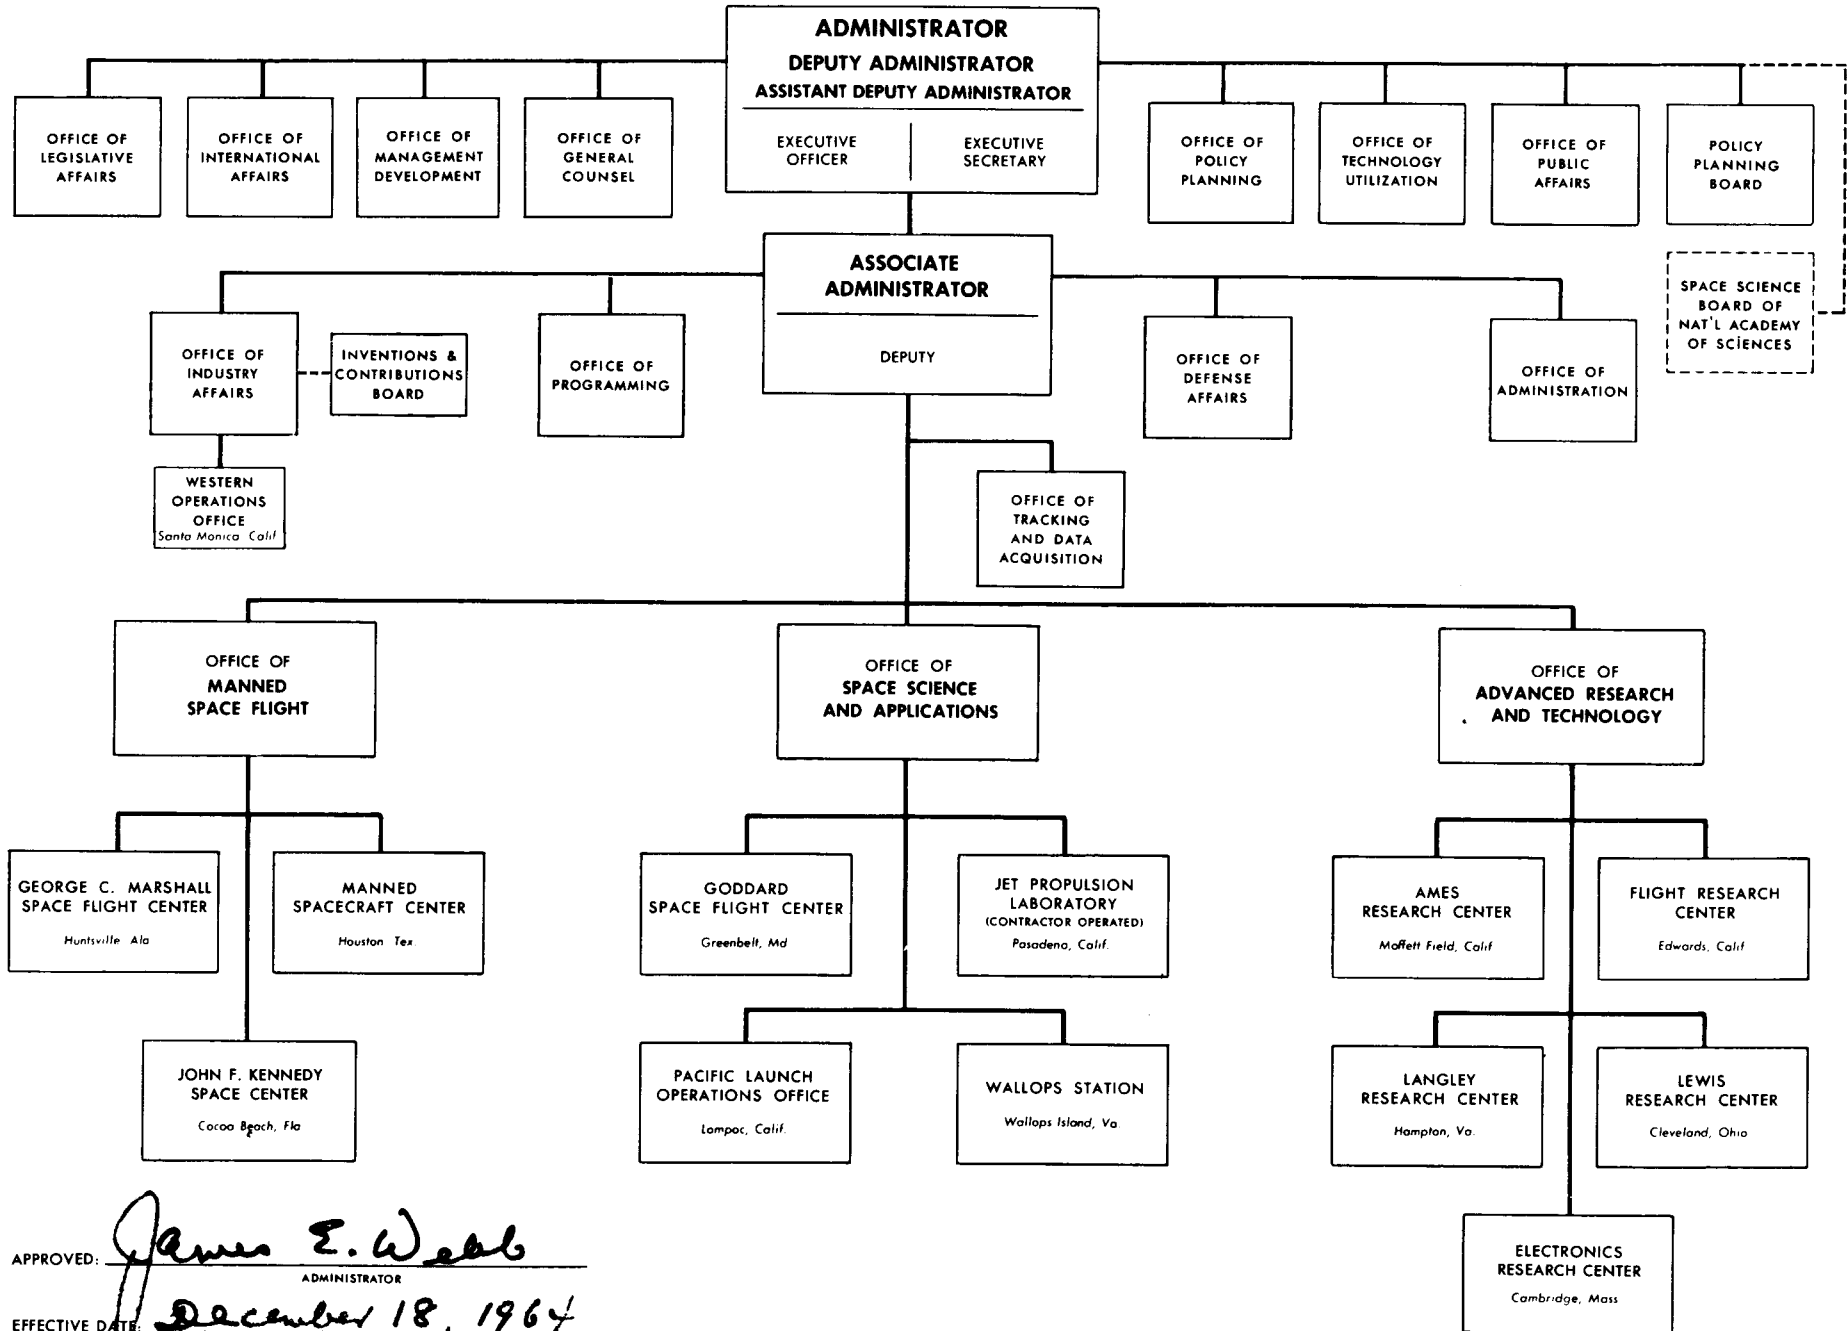 ADMINISTRATOR
DEPUTY ADMINISTRATOR
ASSISTANT DEPUTY ADMINISTRATOR
EXECUTIVE
OFFICER
EXECUTIVE
SECRETARY
OFFICE OF
LEGISLATIVE
AFFAIRS
OFFICE OF
INTERNATIONAL
AFFAIRS
OFFICE OF
MANAGEMENT
DEVELOPMENT
OFFICE OF
GENERAL
COUNSEL
OFFICE OF
POLICY
PLANNING
OFFICE OF
TECHNOLOGY
UTILIZATION
OFFICE OF
PUBLIC
AFFAIRS
POLICY
PLANNING
BOARD
ASSOCIATE
ADMINISTRATOR
DEPUTY
SPACE SCIENCE
BOARD OF
NAT'L ACADEMY
OF SCIENCES
OFFICE OF
INDUSTRY
AFFAIRS
INVENTIONS &
CONTRIBUTIONS
BOARD
OFFICE OF
PROGRAMMING
OFFICE OF
DEFENSE
AFFAIRS
OFFICE OF
ADMINISTRATION
WESTERN
OPERATIONS
OFFICE
Santa Monica Calif
OFFICE OF
TRACKING
AND DATA
ACQUISITION
OFFICE OF
MANNED
SPACE FLIGHT
OFFICE OF
SPACE SCIENCE
AND APPLICATIONS
OFFICE OF
ADVANCED RESEARCH
AND TECHNOLOGY
GEORGE C. MARSHALL
SPACE FLIGHT CENTER
Huntsville Ala
MANNED
SPACECRAFT CENTER
Houston Tex.
GODDARD
SPACE FLIGHT CENTER
Greenbelt, Md
JET PROPULSION
LABORATORY
(CONTRACTOR OPERATED)
Pasadena, Calif.
AMES
RESEARCH CENTER
Moffett Field, Calif
FLIGHT RESEARCH
CENTER
Edwards, Calif
JOHN F. KENNEDY
SPACE CENTER
Cocoa Beach, Fla
PACIFIC LAUNCH
OPERATIONS OFFICE
Lompoc, Calif.
WALLOPS STATION
Wallops Island, Va.
LANGLEY
RESEARCH CENTER
Hampton, Va.
LEWIS
RESEARCH CENTER
Cleveland, Ohio
ELECTRONICS
RESEARCH CENTER
Cambridge, Mass
APPROVED: James E. Webb
ADMINISTRATOR
EFFECTIVE DATE: December 18, 1964